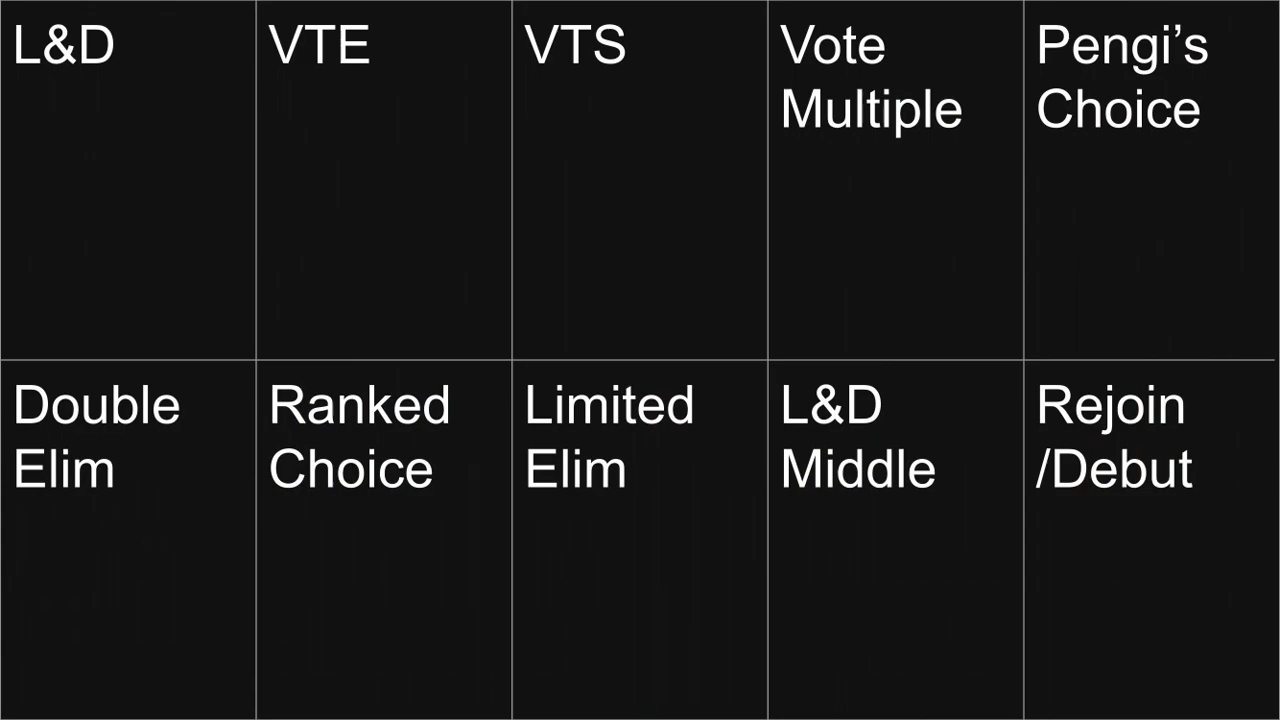 L&D
VTE
VTS
Vote
Multiple
Pengi’s
Choice
Double
Elim
Ranked
Choice
Limited
Elim
L&D
Middle
Rejoin
/Debut